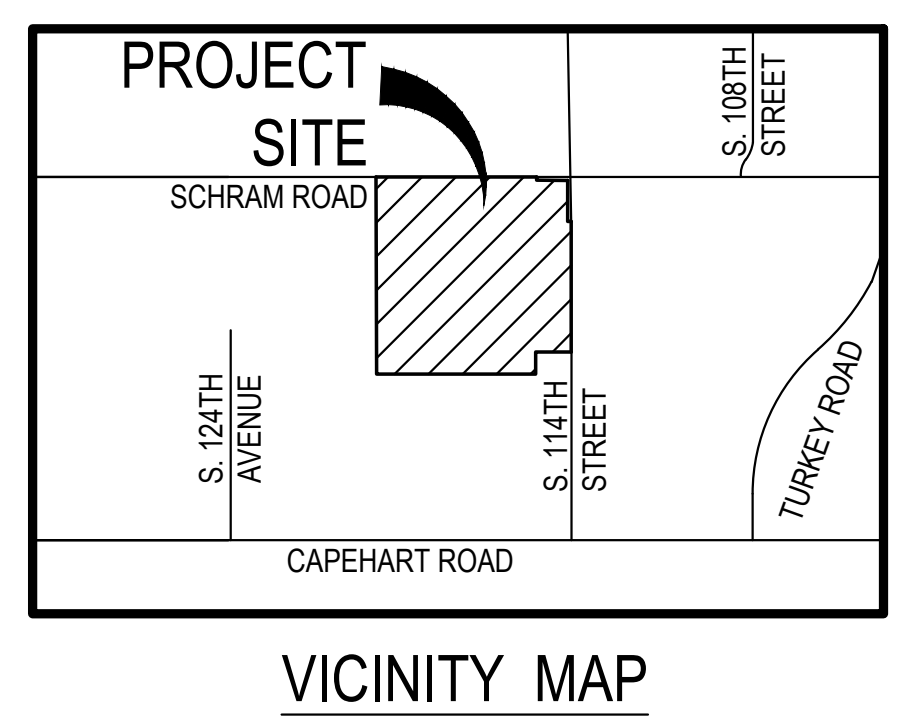 PROJECT
SITE
S. 108TH
STREET
SCHRAM ROAD
S. 124TH
AVENUE
S. 114TH
STREET
TURKEY ROAD
CAPEHART ROAD
VICINITY MAP